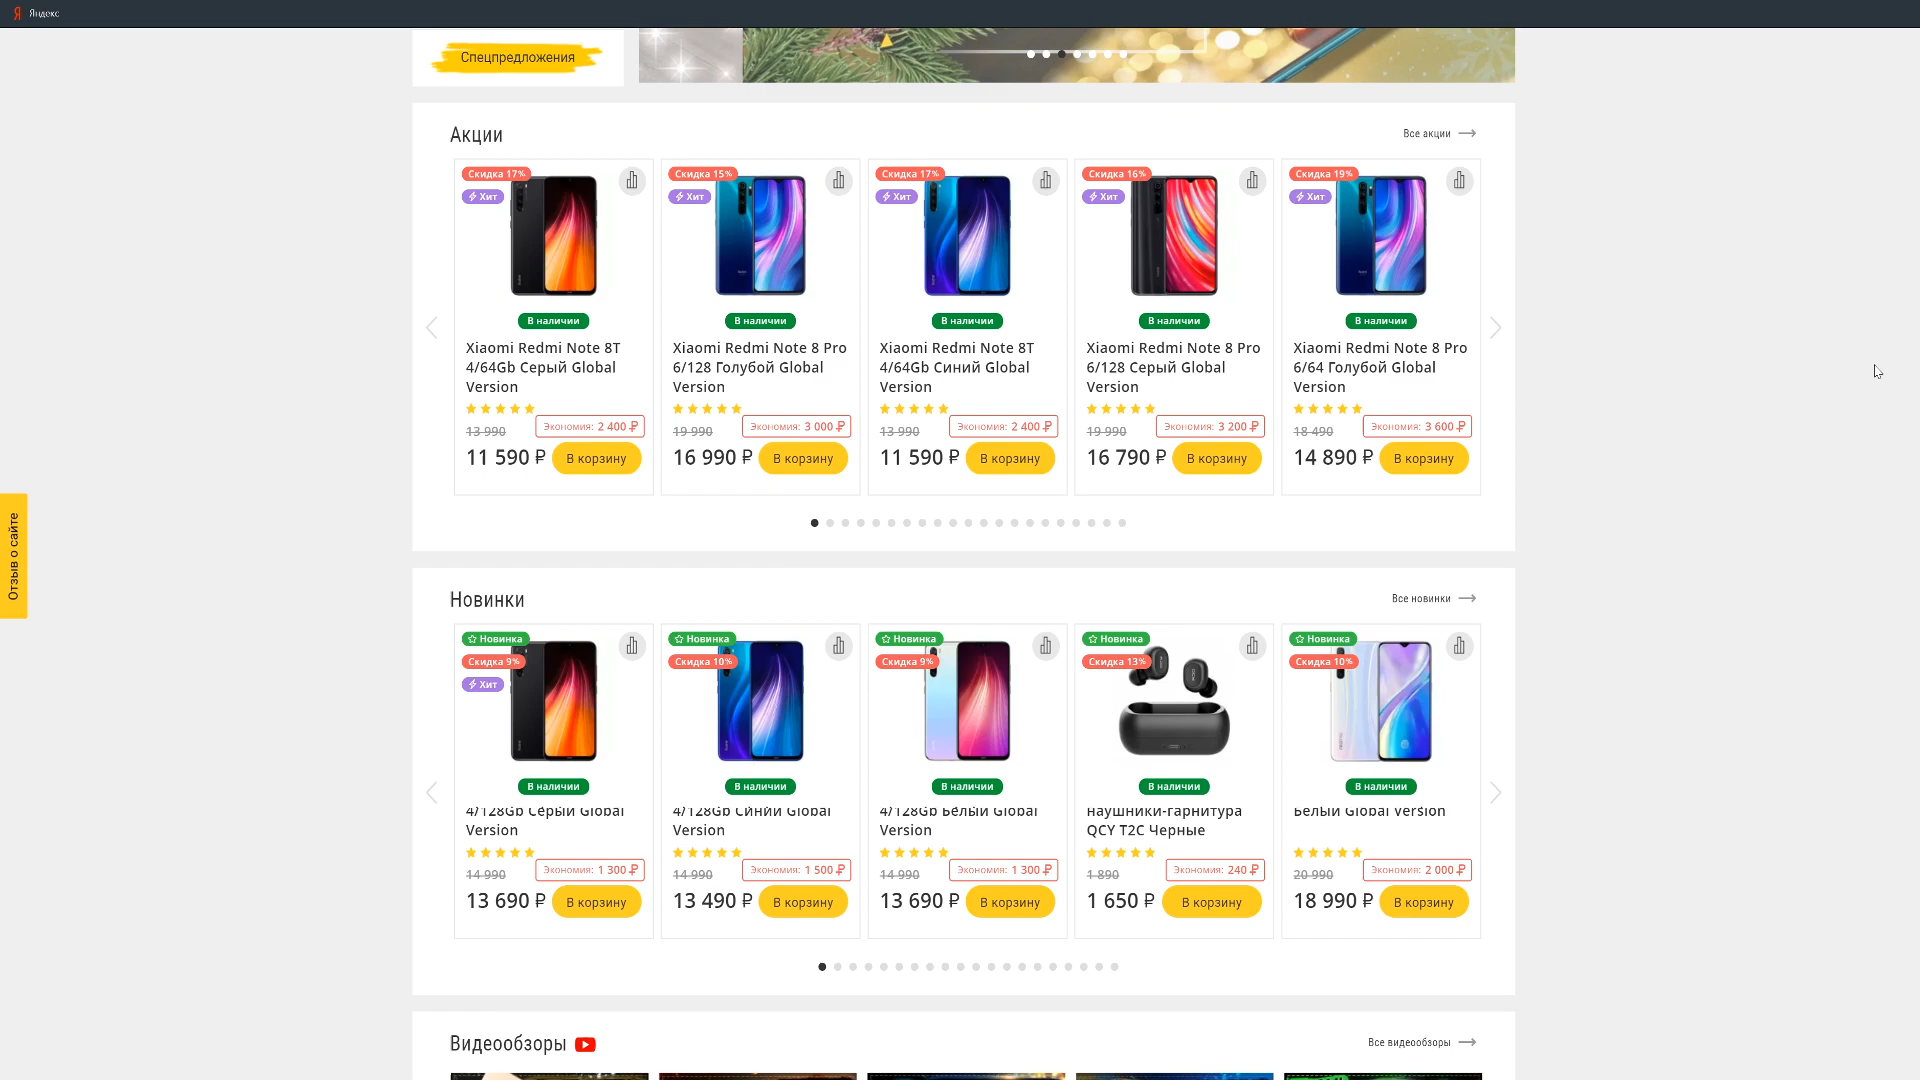 Яндекс
Спецпредложения
Акции
Все акции
Скидка 17%
Хит
В наличии
Xiaomi Redmi Note 8T
4/64Gb Серый Global
Version
13 990
Экономия: 2 400 ₽
11 590 ₽
В корзину
Скидка 15%
Хит
В наличии
Xiaomi Redmi Note 8 Pro
6/128 Голубой Global
Version
19 990
Экономия: 3 000 ₽
16 990 ₽
В корзину
Скидка 17%
Хит
В наличии
Xiaomi Redmi Note 8T
4/64Gb Синий Global
Version
13 990
Экономия: 2 400 ₽
11 590 ₽
В корзину
Скидка 16%
Хит
В наличии
Xiaomi Redmi Note 8 Pro
6/128 Серый Global
Version
19 990
Экономия: 3 200 ₽
16 790 ₽
В корзину
Скидка 19%
Хит
В наличии
Xiaomi Redmi Note 8 Pro
6/64 Голубой Global
Version
18 490
Экономия: 3 600 ₽
14 890 ₽
В корзину
Отзыв о сайте
Новинки
Все новинки
Новинка
Скидка 9%
Хит
В наличии
4/128Gb Серый Global
Version
14 990
Экономия: 1 300 ₽
13 690 ₽
В корзину
Новинка
Скидка 10%
В наличии
4/128Gb Синий Global
Version
14 990
Экономия: 1 500 ₽
13 490 ₽
В корзину
Новинка
Скидка 9%
В наличии
4/128Gb Белый Global
Version
14 990
Экономия: 1 300 ₽
13 690 ₽
В корзину
Новинка
Скидка 13%
В наличии
наушники-гарнитура
QCY T2C Черные
1 890
Экономия: 240 ₽
1 650 ₽
В корзину
Новинка
Скидка 10%
В наличии
Белый Global Version
20 990
Экономия: 2 000 ₽
18 990 ₽
В корзину
Видеообзоры
Все видеообзоры